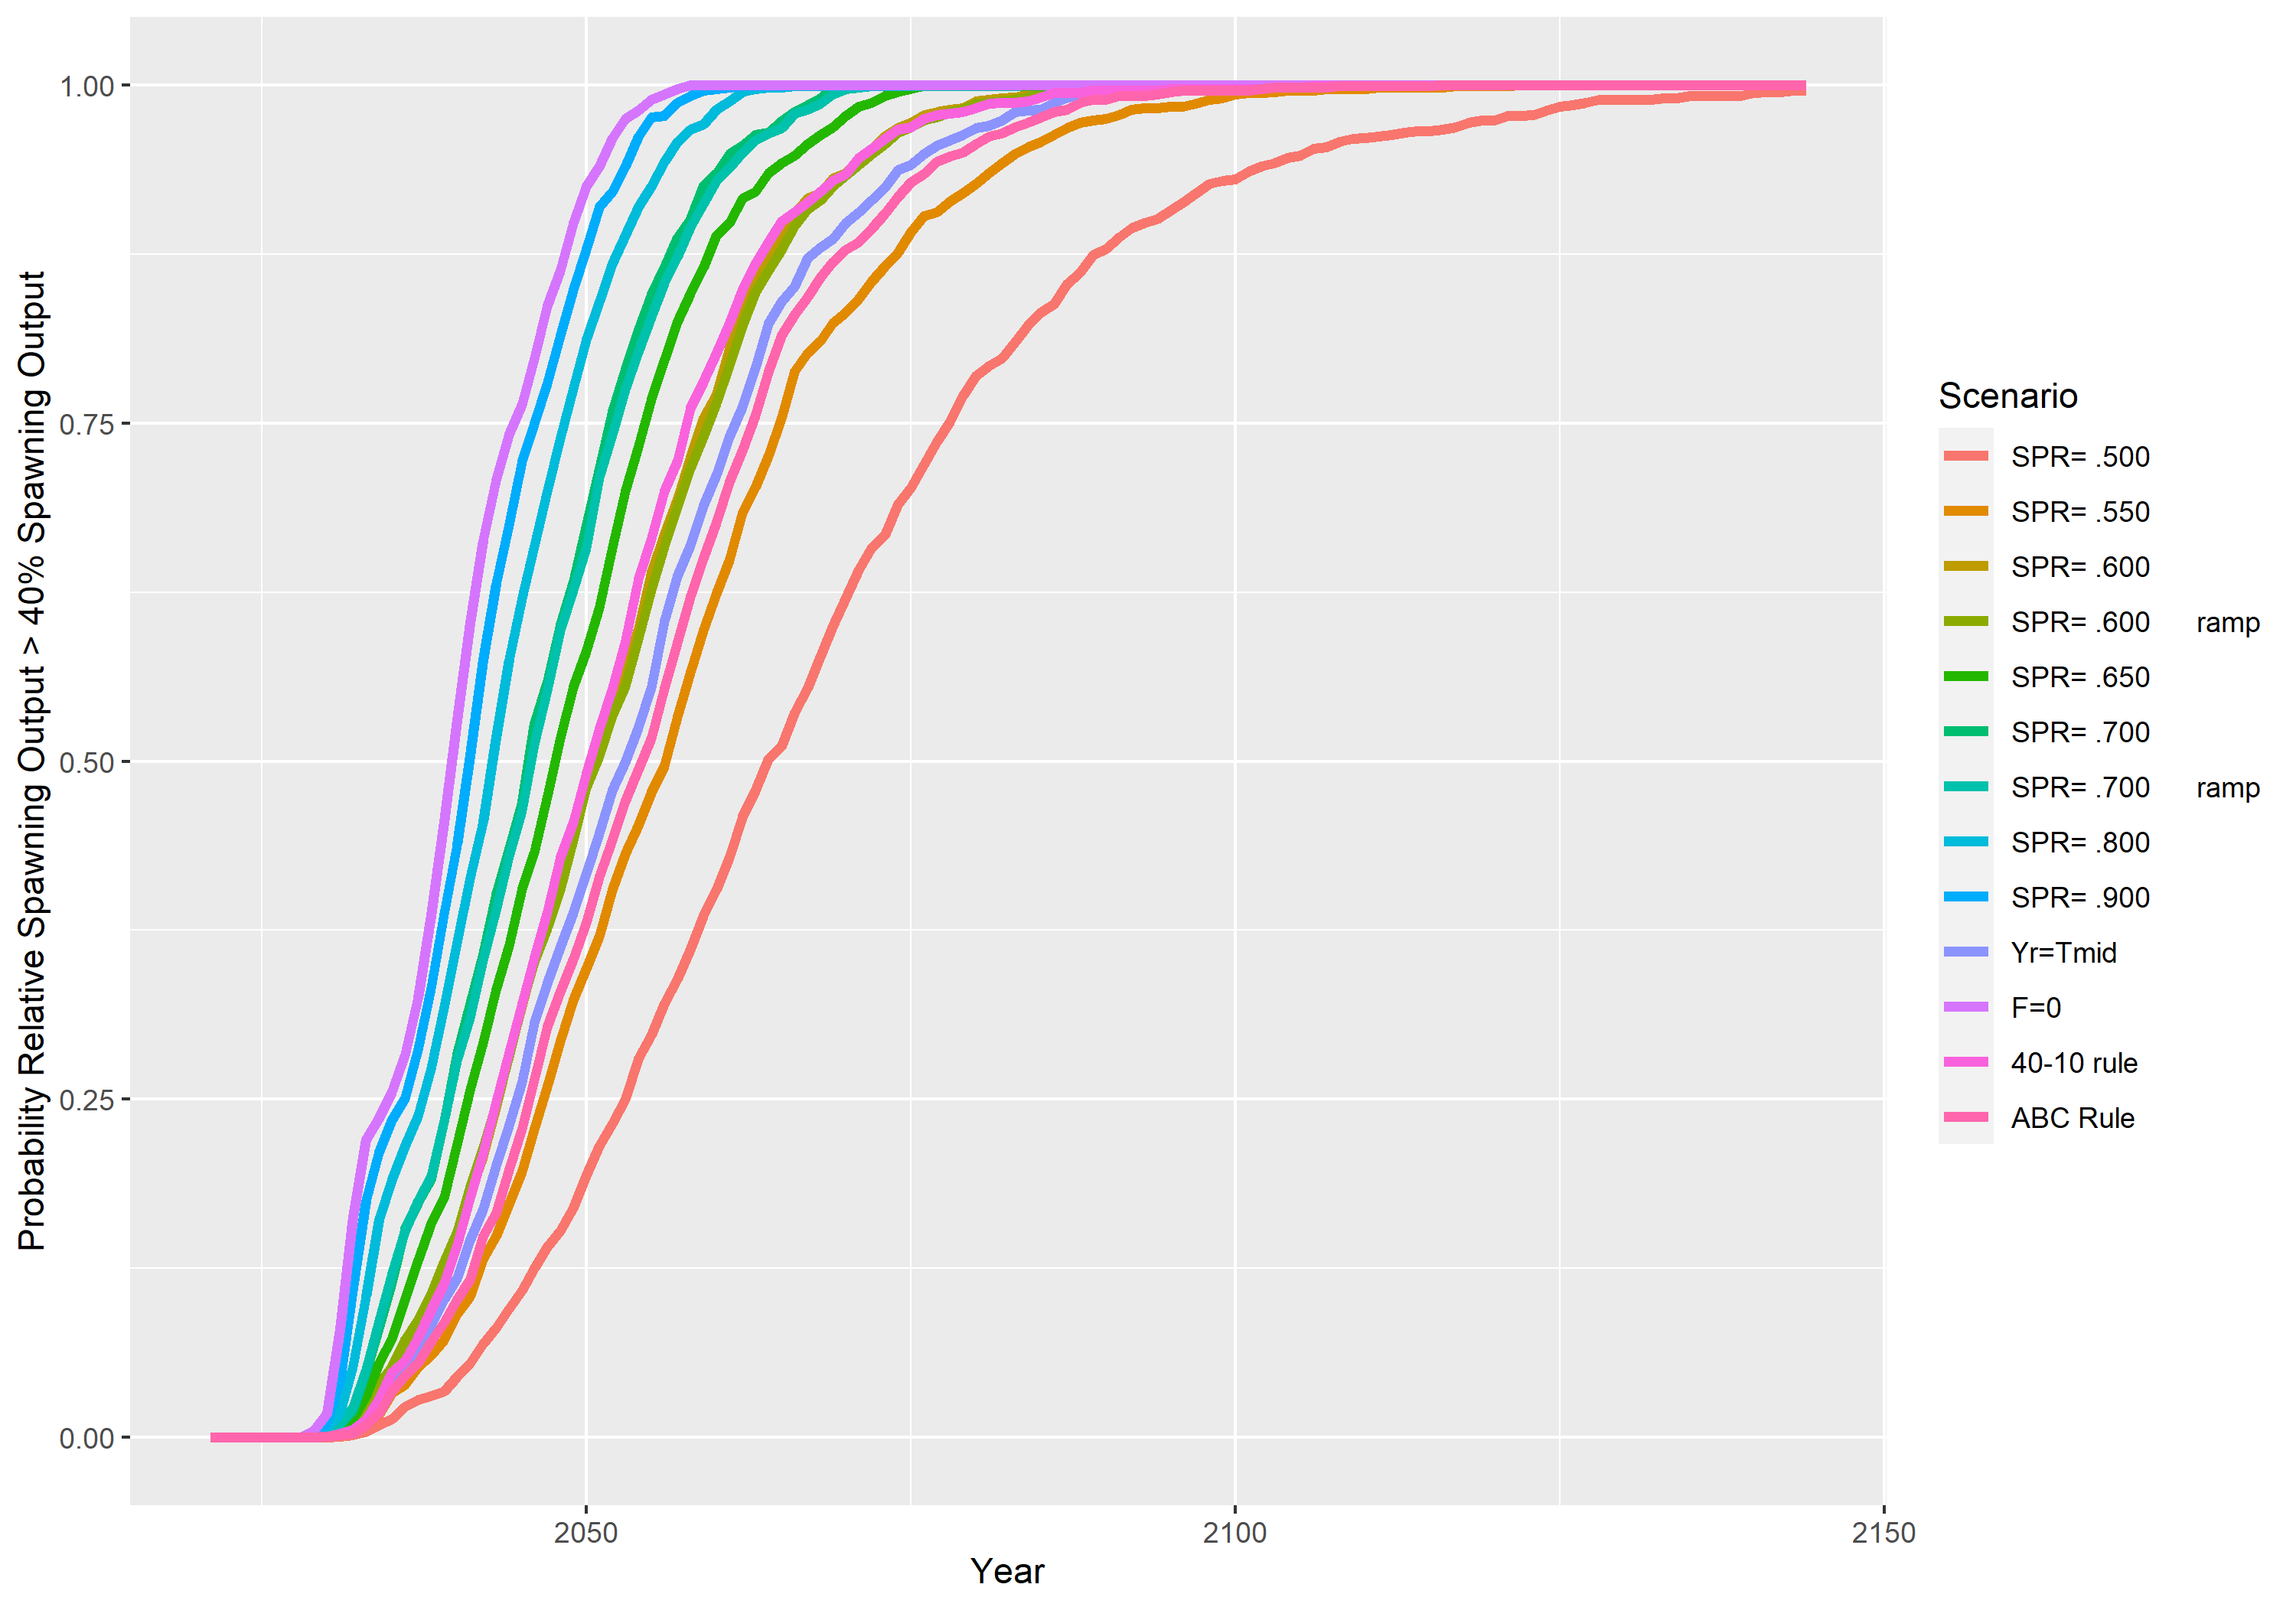 Probability Relative Spawning Output > 40% Spawning Output
1.00
0.75
0.50
0.25
0.00
2050
2100
2150
Year
Scenario
SPR= .500
SPR= .550
SPR= .600
SPR= .600 ramp
SPR= .650
SPR= .700
SPR= .700 ramp
SPR= .800
SPR= .900
Yr=Tmid
F=0
40-10 rule
ABC Rule